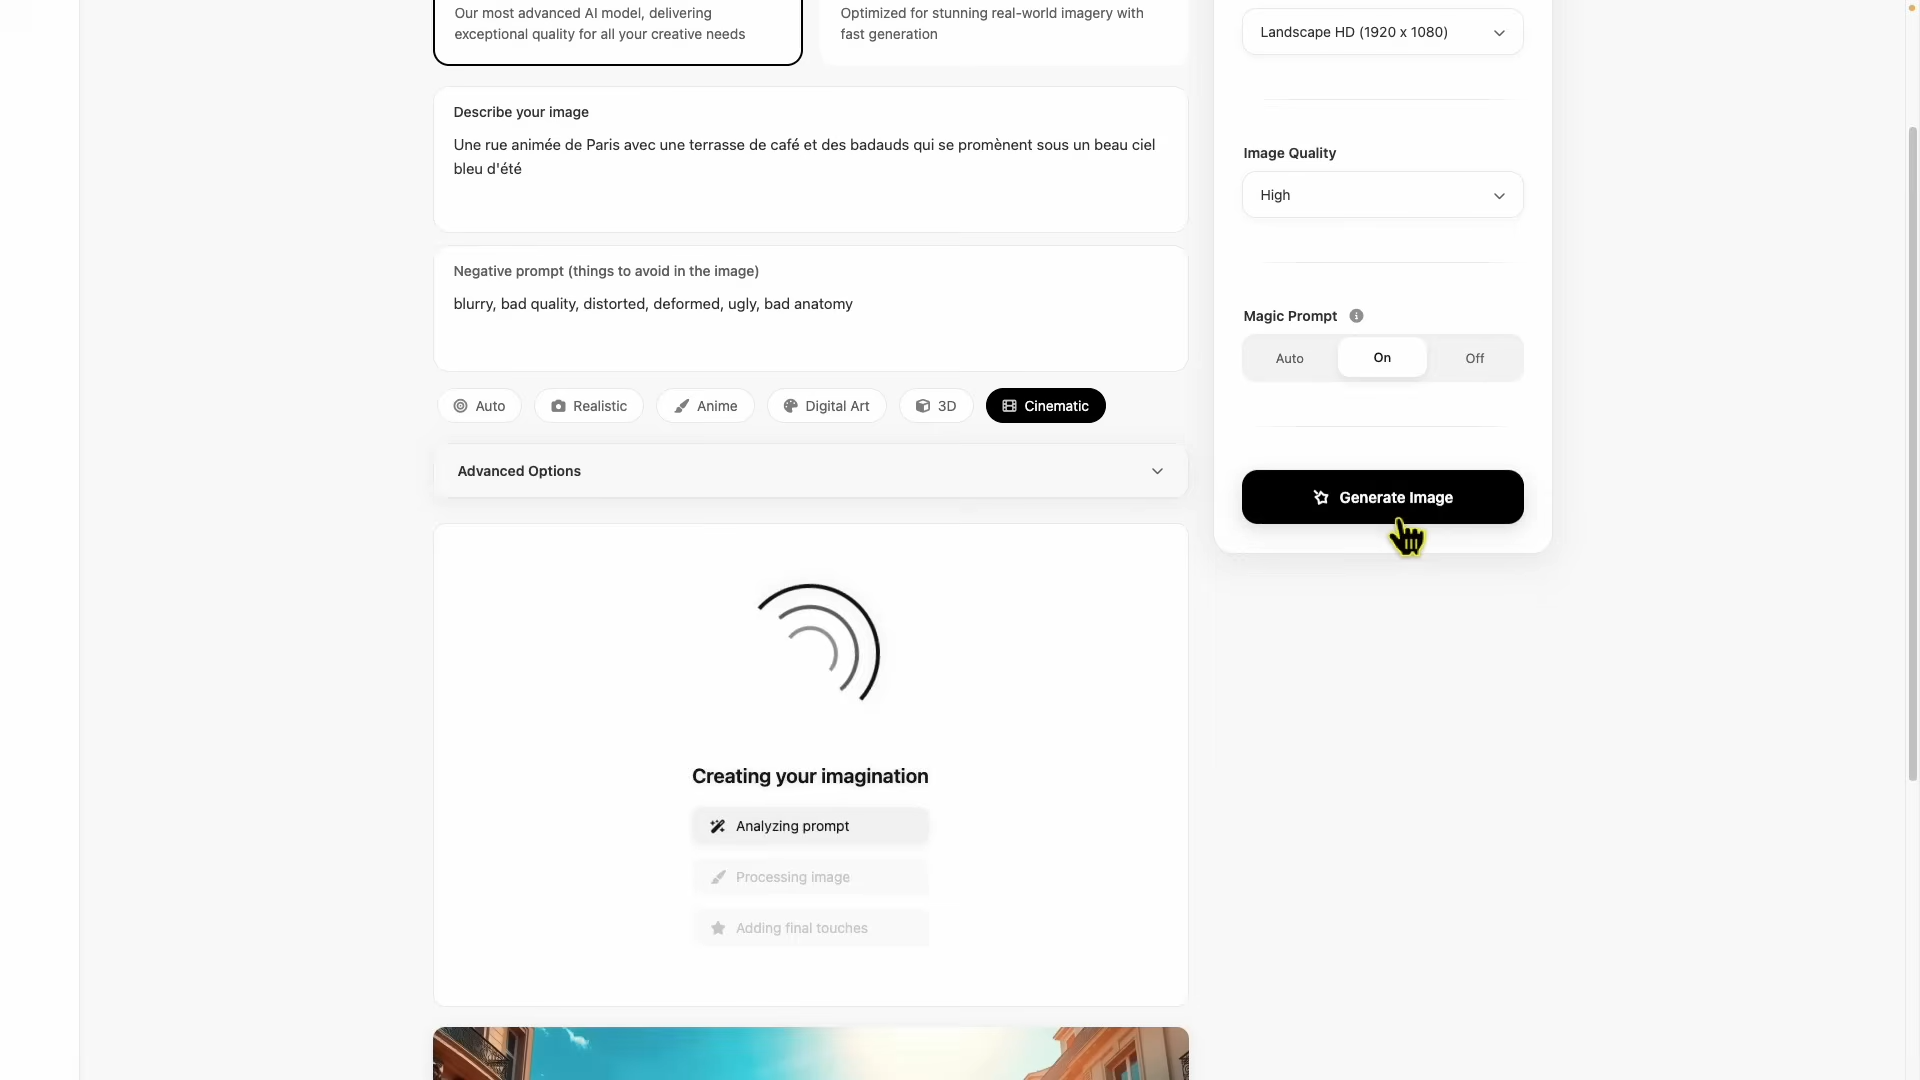 Our most advanced AI model, delivering
exceptional quality for all your creative needs
Optimized for stunning real-world imagery with
fast generation
Landscape HD (1920 x 1080)
Describe your image
Une rue animée de Paris avec une terrasse de café et des badauds qui se promènent sous un beau ciel
bleu d'été
Image Quality
High
Negative prompt (things to avoid in the image)
blurry, bad quality, distorted, deformed, ugly, bad anatomy
Magic Prompt
Auto
On
Off
Auto
Realistic
Anime
Digital Art
3D
Cinematic
Advanced Options
Generate Image
Creating your imagination
Analyzing prompt
Processing image
Adding final touches